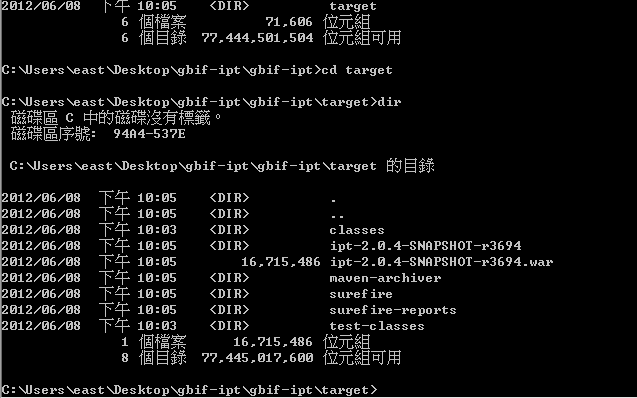 2012/06/08  下午 10:05    <DIR>          target
               6 個檔案          71,606 位元組
               6 個目錄  77,444,501,504 位元組可用
C:\Users\east\Desktop\gbif-ipt\gbif-ipt>cd target
C:\Users\east\Desktop\gbif-ipt\gbif-ipt\target>dir
 磁碟區 C 中的磁碟沒有標籤。
 磁碟區序號:  94A4-537E
 C:\Users\east\Desktop\gbif-ipt\gbif-ipt\target 的目錄
2012/06/08  下午 10:05    <DIR>          .
2012/06/08  下午 10:05    <DIR>          ..
2012/06/08  下午 10:03    <DIR>          classes
2012/06/08  下午 10:05    <DIR>          ipt-2.0.4-SNAPSHOT-r3694
2012/06/08  下午 10:05        16,715,486 ipt-2.0.4-SNAPSHOT-r3694.war
2012/06/08  下午 10:05    <DIR>          maven-archiver
2012/06/08  下午 10:05    <DIR>          surefire
2012/06/08  下午 10:05    <DIR>          surefire-reports
2012/06/08  下午 10:03    <DIR>          test-classes
               1 個檔案      16,715,486 位元組
               8 個目錄  77,445,017,600 位元組可用
C:\Users\east\Desktop\gbif-ipt\gbif-ipt\target>